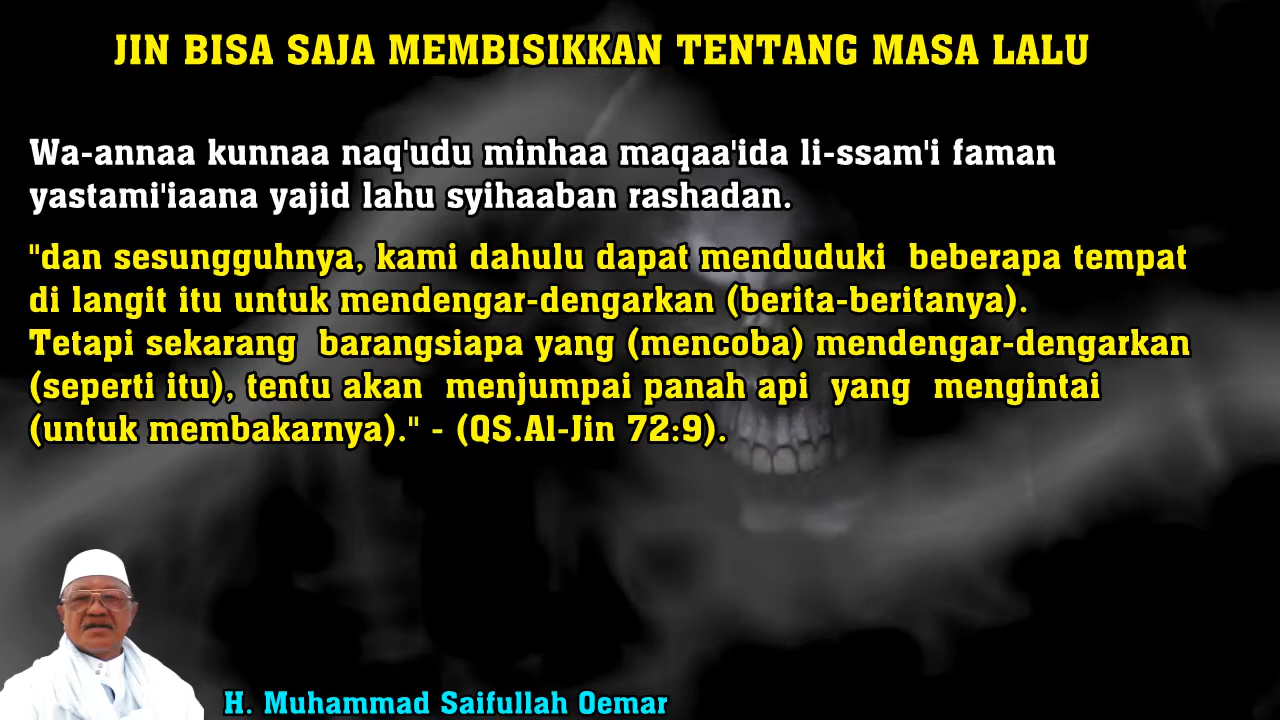 JIN BISA SAJA MEMBISIKKAN TENTANG MASA LALU
Wa-annaa kunnaa naq'udu minhaa maqaa'ida li-ssam'i faman
yastami'iaana yajid lahu syihaaban rashadan.
"dan sesungguhnya, kami dahulu dapat menduduki  beberapa tempat
di langit itu untuk mendengar-dengarkan (berita-beritanya).
Tetapi sekarang  barangsiapa yang (mencoba) mendengar-dengarkan
(seperti itu), tentu akan  menjumpai panah api  yang  mengintai
(untuk membakarnya)." - (QS.Al-Jin 72:9).
H. Muhammad Saifullah Oemar